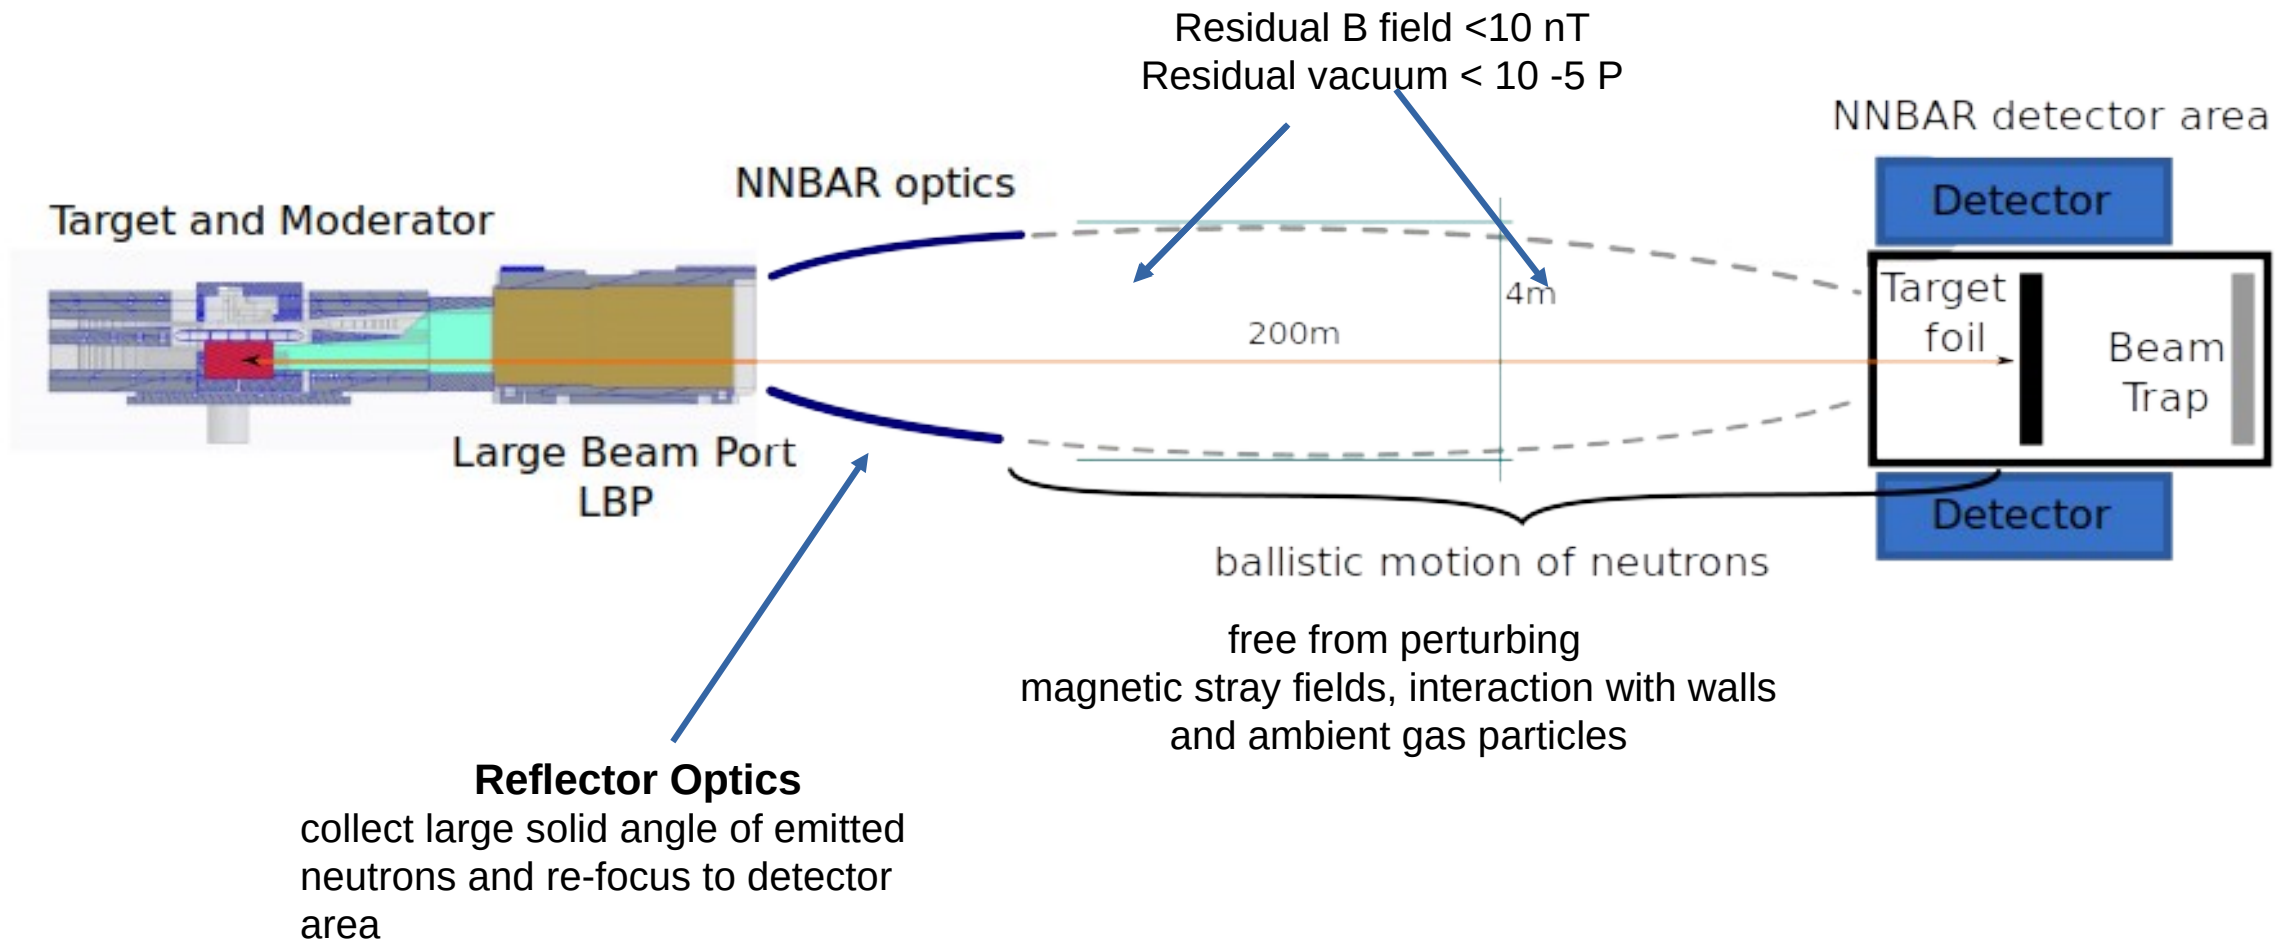 Residual B field <10 nT
Residual vacuum < 10 -5 P
NNBAR detector area
NNBAR optics
Target and Moderator
Detector
4m
200m
Target
foil
Beam
Trap
Large Beam Port
LBP
Detector
ballistic motion of neutrons
free from perturbing
magnetic stray fields, interaction with walls
and ambient gas particles
Reflector Optics
collect large solid angle of emitted
neutrons and re-focus to detector
area